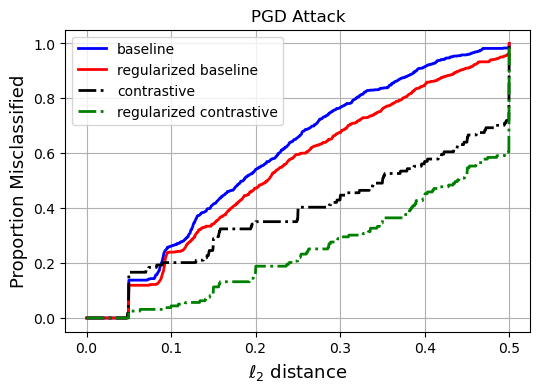 PGD Attack
1.0
0.8
0.6
0.4
0.2
0.0
Proportion Misclassified
baseline
regularized baseline
contrastive
regularized contrastive
0.0 0.1 0.2 0.3 0.4 0.5
ℓ₂ distance